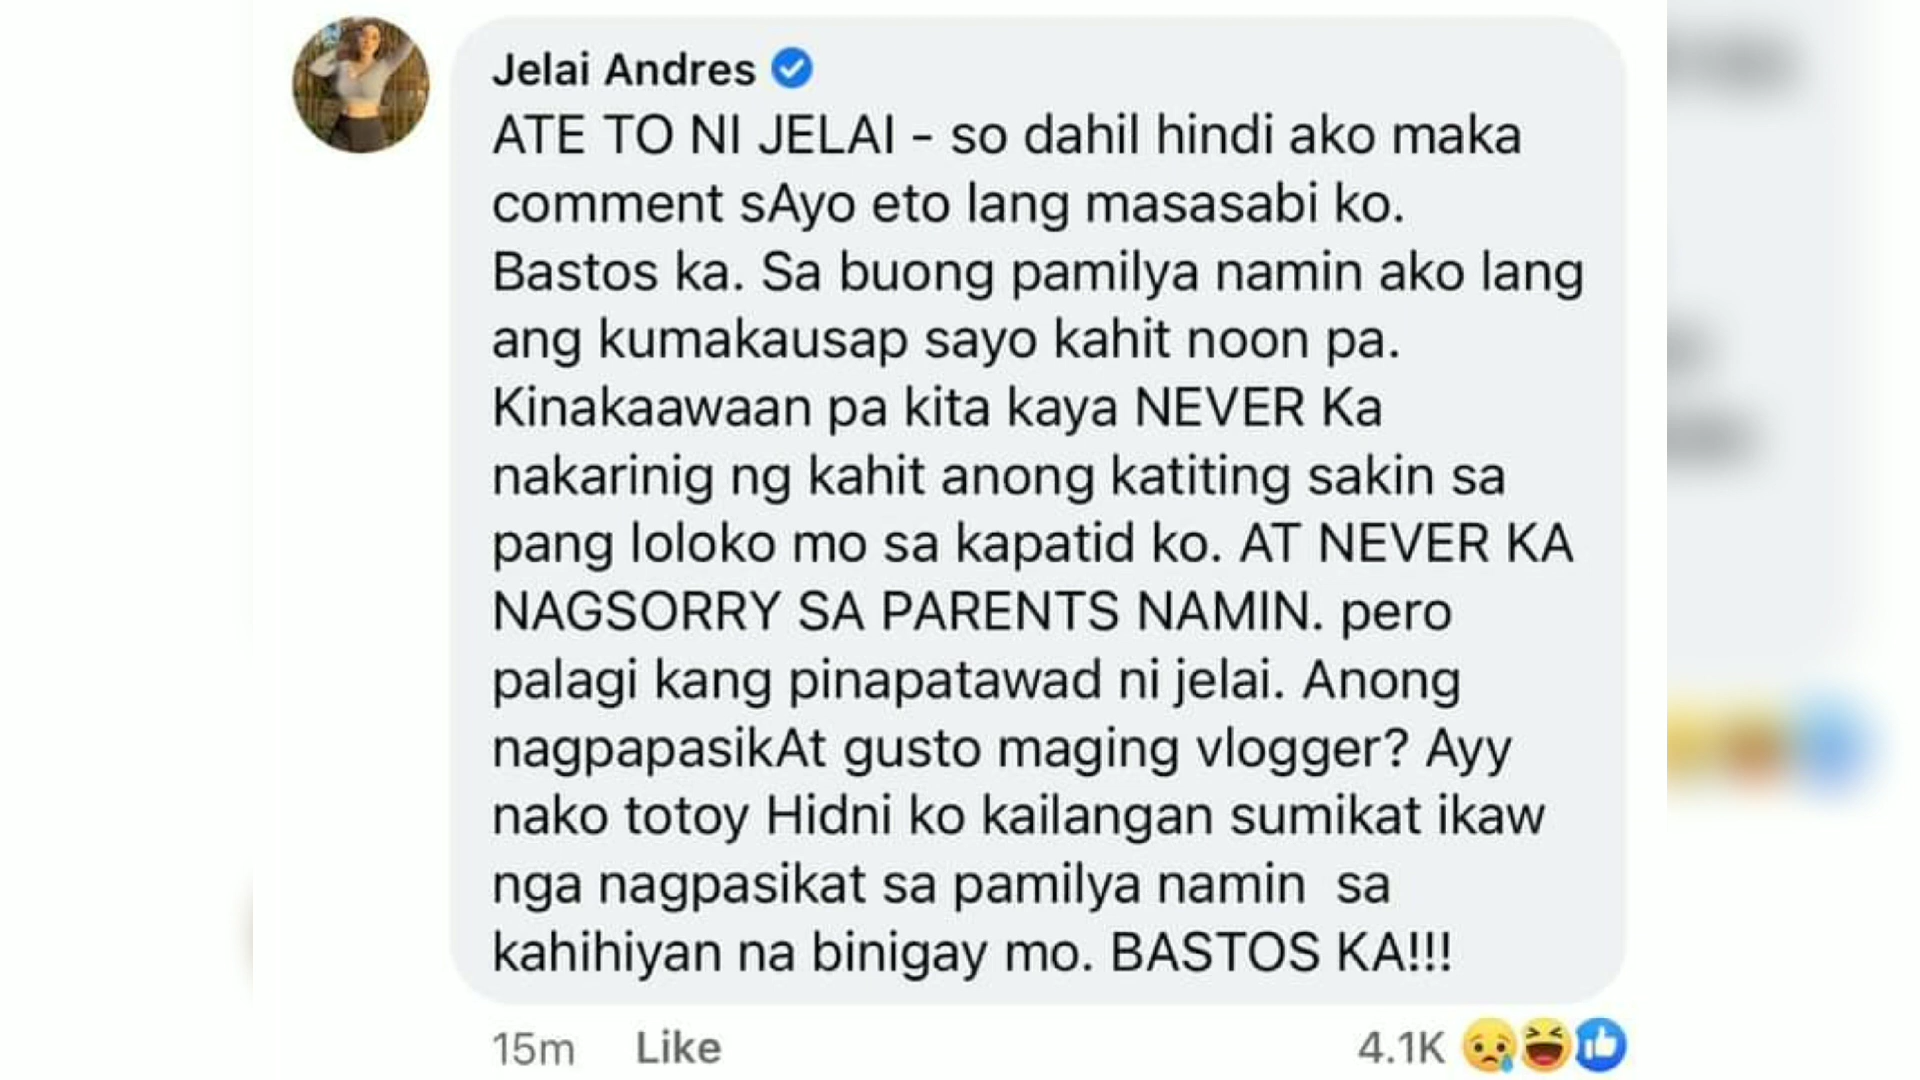 Jelai Andres
ATE TO NI JELAI - so dahil hindi ako maka
comment sAyo eto lang masasabi ko.
Bastos ka. Sa buong pamilya namin ako lang
ang kumakausap sayo kahit noon pa.
Kinakaawaan pa kita kaya NEVER Ka
nakarinig ng kahit anong katiting sakin sa
pang loloko mo sa kapatid ko. AT NEVER KA
NAGSORRY SA PARENTS NAMIN. pero
palagi kang pinapatawad ni jelai. Anong
nagpapasikAt gusto maging vlogger? Ayy
nako totoy Hidni ko kailangan sumikat ikaw
nga nagpasikat sa pamilya namin  sa
kahihiyan na binigay mo. BASTOS KA!!!
15m Like 4.1K